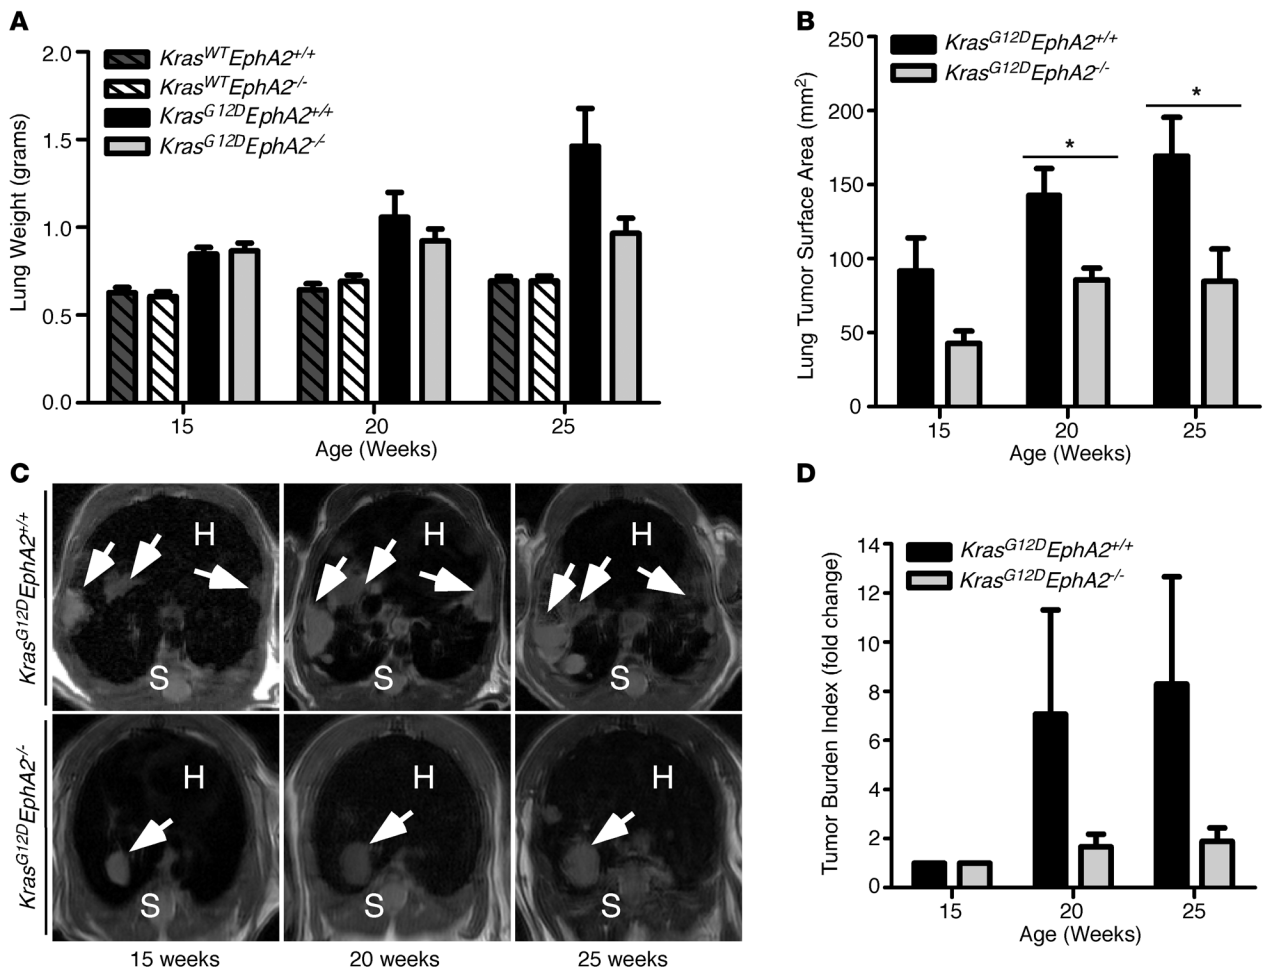 A
Lung Weight (grams)
2.0
1.5
1.0
0.5
0.0
Kras^WT EphA2^+/+
Kras^WT EphA2^-/-
Kras^G12D EphA2^+/+
Kras^G12D EphA2^-/-
15
20
25
Age (Weeks)
B
Lung Tumor Surface Area (mm²)
250
200
150
100
50
0
Kras^G12D EphA2^+/+
Kras^G12D EphA2^-/-
*
*
15
20
25
Age (Weeks)
C
Kras^G12D EphA2^+/+
H
S
H
S
H
S
Kras^G12D EphA2^-/-
H
S
H
S
H
S
15 weeks
20 weeks
25 weeks
D
Tumor Burden Index (fold change)
14
12
10
8
6
4
2
0
Kras^G12D EphA2^+/+
Kras^G12D EphA2^-/-
15
20
25
Age (Weeks)